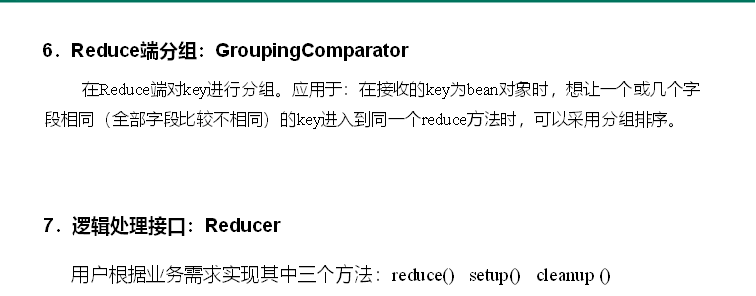 6．Reduce端分组：GroupingComparator
在Reduce端对key进行分组。应用于：在接收的key为bean对象时，想让一个或几个字
段相同（全部字段比较不相同）的key进入到同一个reduce方法时，可以采用分组排序。
7．逻辑处理接口：Reducer
用户根据业务需求实现其中三个方法：reduce() setup() cleanup ()